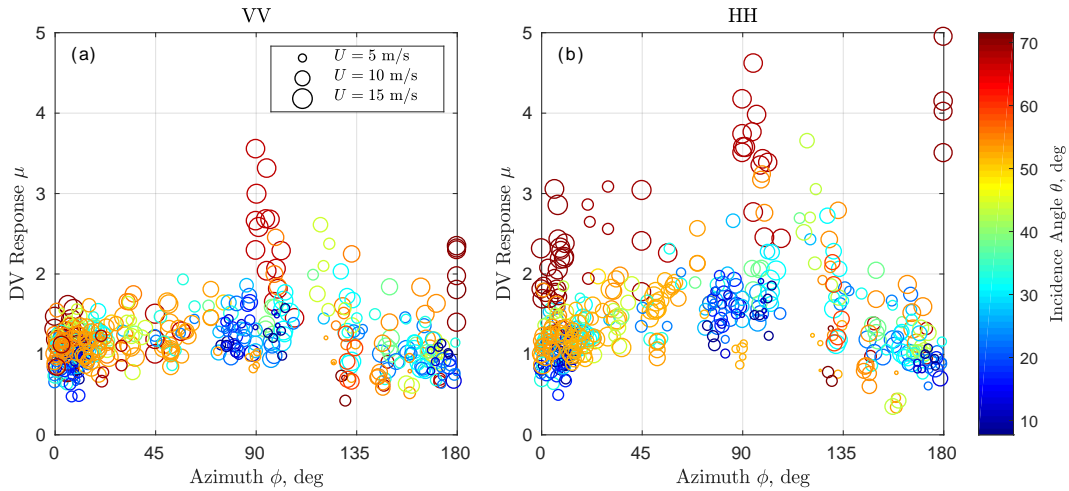 VV
HH
(a)
U = 5 m/s
U = 10 m/s
U = 15 m/s
(b)
5
4
3
2
1
0
DV Response μ
0
45
90
135
180
Azimuth ϕ, deg
5
4
3
2
1
0
DV Response μ
0
45
90
135
180
Azimuth ϕ, deg
70
60
50
40
30
20
10
Incidence Angle θ, deg